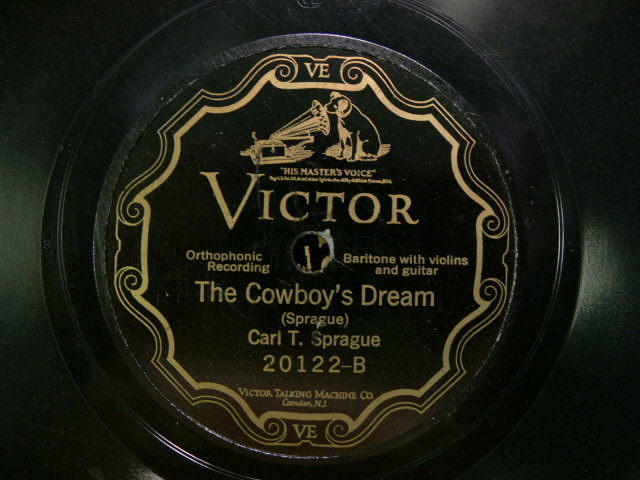 VE
"HIS MASTER'S VOICE"
VICTOR
Orthophonic
Recording
Baritone with violins
and guitar
The Cowboy's Dream
(Sprague)
Carl T. Sprague
20122-B
VICTOR TALKING MACHINE CO.
Camden, N.J.
VE